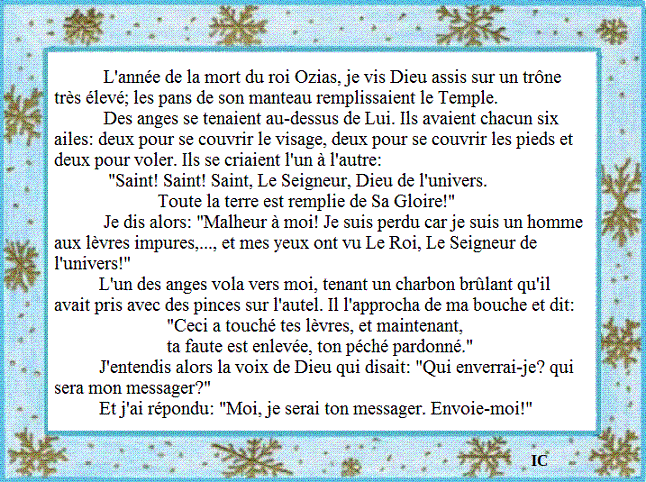 L'année de la mort du roi Ozias, je vis Dieu assis sur un trône
très élevé; les pans de son manteau remplissaient le Temple.
Des anges se tenaient au-dessus de Lui. Ils avaient chacun six
ailes: deux pour se couvrir le visage, deux pour se couvrir les pieds et
deux pour voler. Ils se criaient l'un à l'autre:
"Saint! Saint! Saint, Le Seigneur, Dieu de l'univers.
Toute la terre est remplie de Sa Gloire!"
Je dis alors: "Malheur à moi! Je suis perdu car je suis un homme
aux lèvres impures,..., et mes yeux ont vu Le Roi, Le Seigneur de
l'univers!"
L'un des anges vola vers moi, tenant un charbon brûlant qu'il
avait pris avec des pinces sur l'autel. Il l'approcha de ma bouche et dit:
"Ceci a touché tes lèvres, et maintenant,
ta faute est enlevée, ton péché pardonné."
J'entendis alors la voix de Dieu qui disait: "Qui enverrai-je? qui
sera mon messager?"
Et j'ai répondu: "Moi, je serai ton messager. Envoie-moi!"
IC